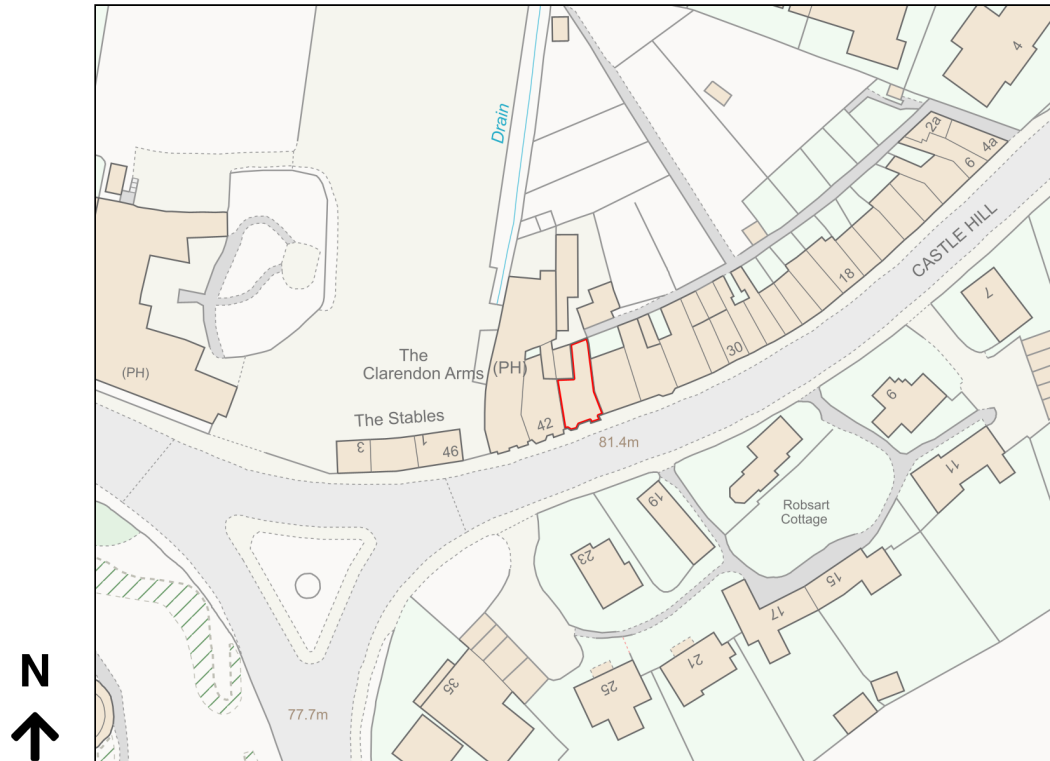 4
Drain
2a
4a
6
CASTLE HILL
18
7
The
Clarendon Arms (PH)
30
(PH)
The Stables
42
3
1
46
81.4m
9
11
19
Robsart
Cottage
23
15
17
21
25
35
N
77.7m